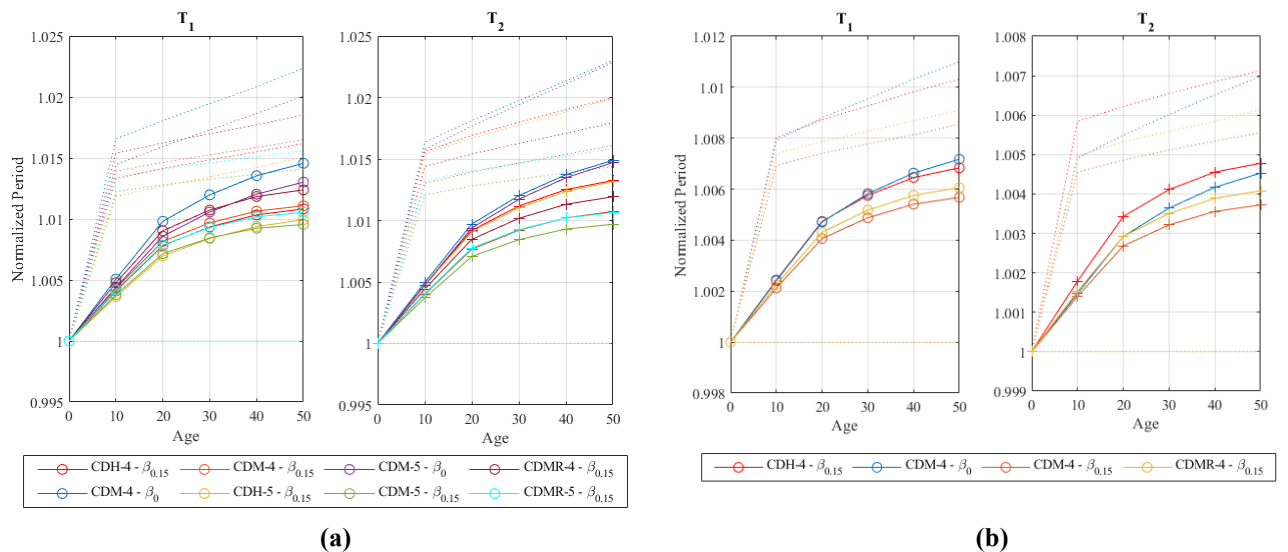 T1
T2
Normalized Period
1.025
1.02
1.015
1.01
1.005
1
0.995
0 10 20 30 40 50
Age
1.025
1.02
1.015
1.01
1.005
1
0.995
0 10 20 30 40 50
Age
CDH-4 - β0.15 CDM-4 - β0.15 CDM-5 - β0 CDMR-4 - β0.15
CDM-4 - β0 CDH-5 - β0.15 CDM-5 - β0.15 CDMR-5 - β0.15
(a)
T1
T2
Normalized Period
1.012
1.01
1.008
1.006
1.004
1.002
1
0.998
0 10 20 30 40 50
Age
1.008
1.007
1.006
1.005
1.004
1.003
1.002
1.001
1
0.999
0 10 20 30 40 50
Age
CDH-4 - β0.15 CDM-4 - β0 CDM-4 - β0.15 CDMR-4 - β0.15
(b)